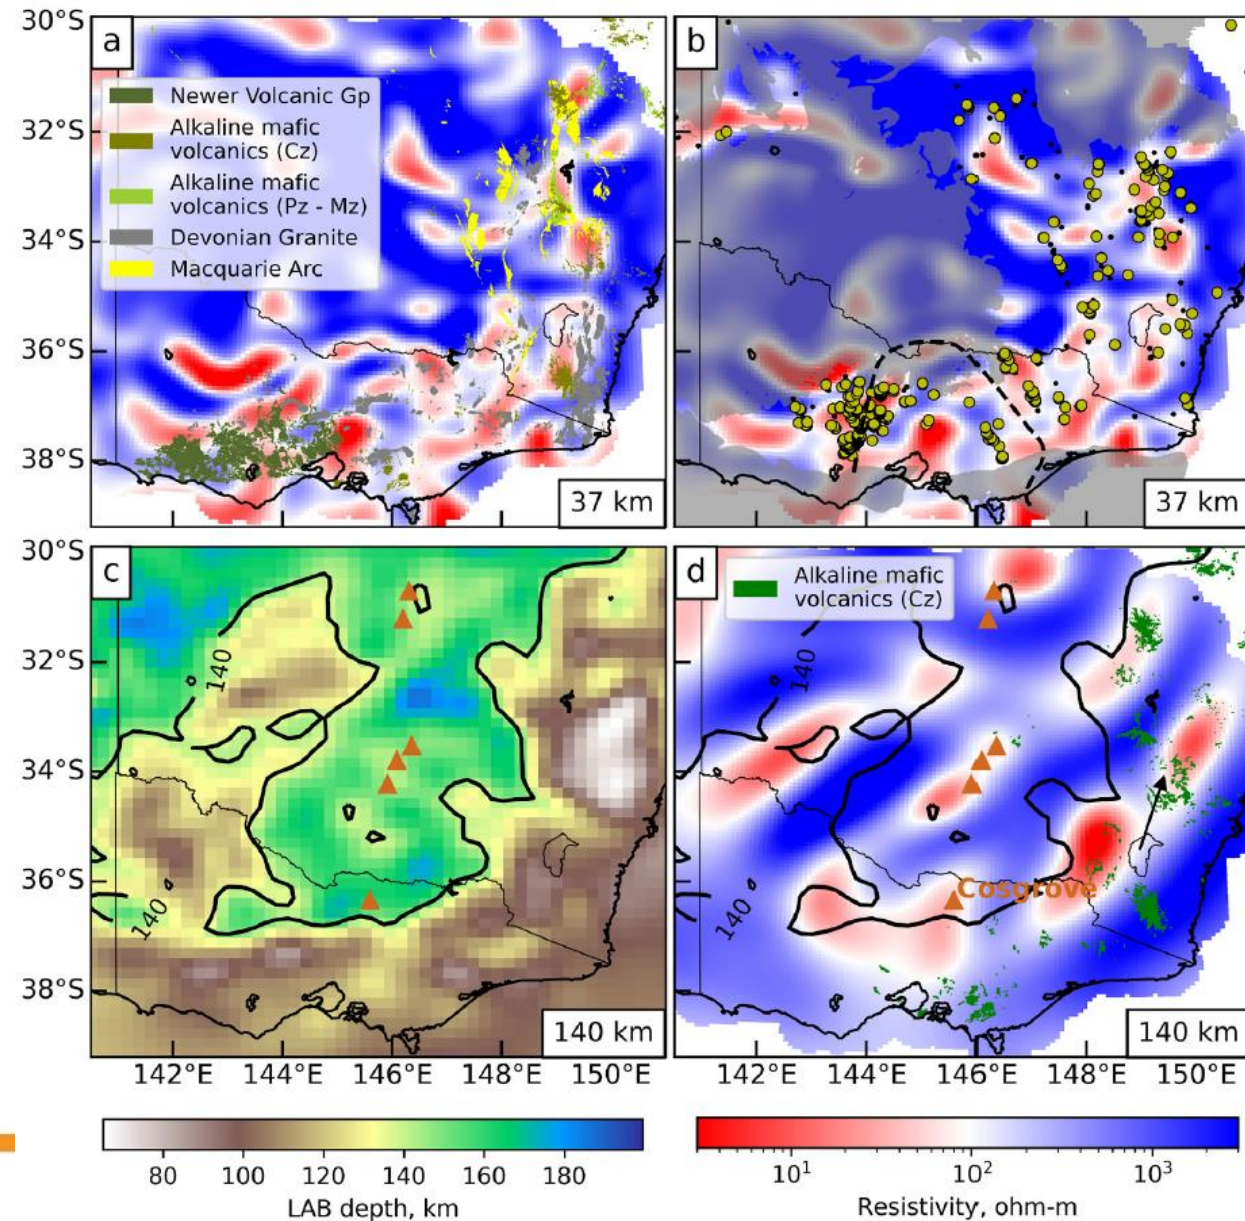 30°S
32°S
34°S
36°S
38°S
a
Newer Volcanic Gp
Alkaline mafic
volcanics (Cz)
Alkaline mafic
volcanics (Pz - Mz)
Devonian Granite
Macquarie Arc
37 km
b
37 km
30°S
32°S
34°S
36°S
38°S
c
140
140
140 km
142°E 144°E 146°E 148°E 150°E
d
Alkaline mafic
volcanics (Cz)
140
Cosgrove
140
140 km
142°E 144°E 146°E 148°E 150°E
80 100 120 140 160 180
LAB depth, km
10¹ 10² 10³
Resistivity, ohm-m